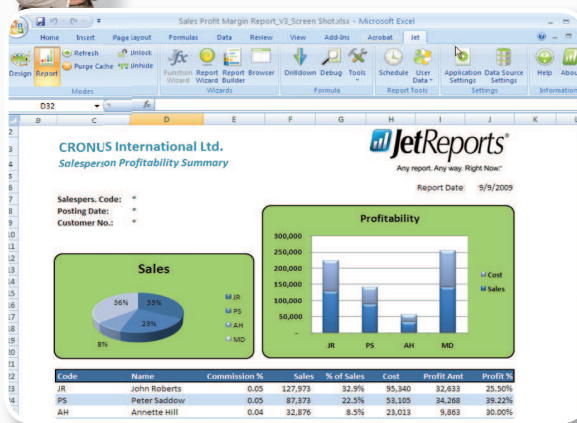 Sales Profit Margin Report_V3_Screen Shot.xlsx - Microsoft Excel
Home Insert Page Layout Formulas Data Review View Add-Ins Acrobat Jet
Design Report Refresh Unlock Purge Cache Unhide Function Wizard Report Wizard Report Builder Browser Drilldown Debug Tools Schedule User Data Application Settings Data Source Settings Help Abou
Modes Wizards Formula Report Tools Settings Information
D32 fx
B C D E F G H I J K
CRONUS International Ltd.
Salesperson Profitability Summary
JetReports®
Any report. Any way. Right Now.™
Report Date: 9/9/2009
Salespers. Code: *
Posting Date: *
Customer No.: *
Profitability
300,000
250,000
200,000
150,000
100,000
50,000
-
JR PS AH MD
Cost
Sales
Sales
36% 33%
23%
8%
JR
PS
AH
MD
Code Name Commission % Sales % of Sales Cost Profit Amt Profit %
JR John Roberts 0.05 127,973 32.9% 95,340 32,633 25.50%
PS Peter Saddow 0.05 87,373 22.5% 53,105 34,268 39.22%
AH Annette Hill 0.04 32,876 8.5% 23,013 9,863 30.00%